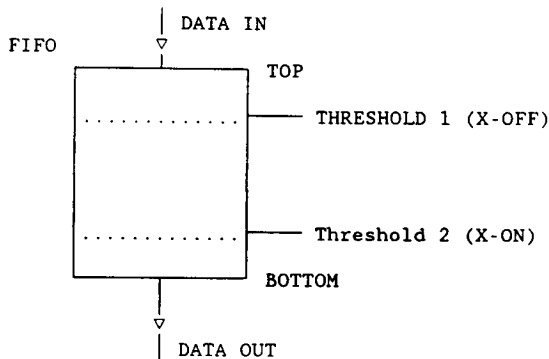 DATA IN
FIFO
TOP
THRESHOLD 1 (X-OFF)
Threshold 2 (X-ON)
BOTTOM
DATA OUT